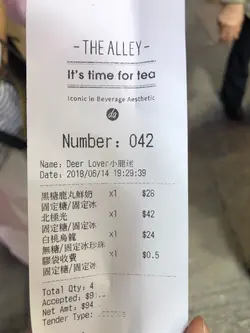 - THE ALLEY -
It's time for tea
Iconic in Beverage Aesthetic
da
Number: 042
Name: Deer Lover小鹿迷
Date: 2018/06/14 19:29:39
黑糖鹿丸鮮奶 x1 $28
固定糖/固定冰
北極光 x1 $42
固定糖/固定冰
白桃烏龍 x1 $24
無糖/固定冰珍珠
膠袋收費 x1 $0.5
固定糖/固定冰
Total Qty: 4
Accepted: $9
Net Amt: $94
Tender Type: